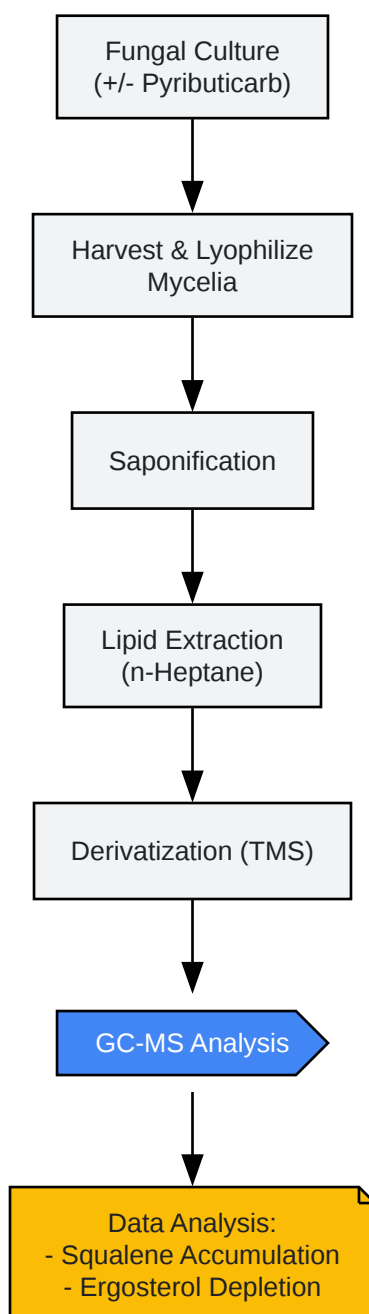 Fungal Culture
(+/- Pyributicarb)
Harvest & Lyophilize
Mycelia
Saponification
Lipid Extraction
(n-Heptane)
Derivatization (TMS)
GC-MS Analysis
Data Analysis:
- Squalene Accumulation
- Ergosterol Depletion